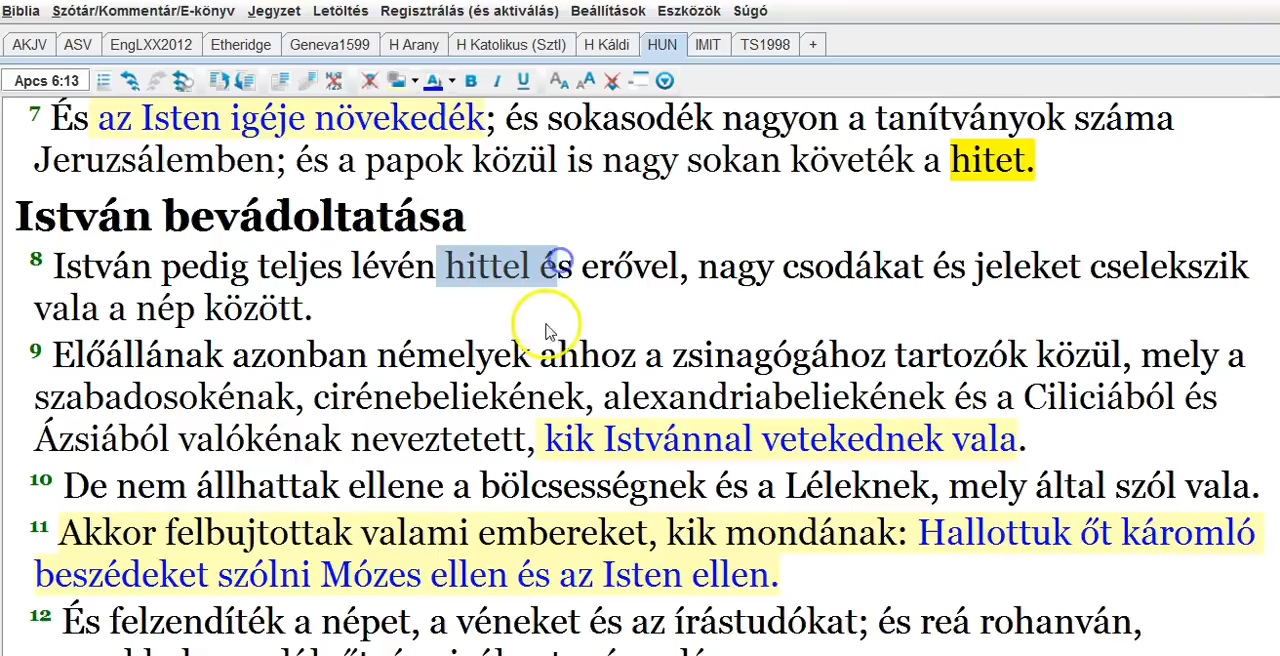 Biblia Szótár/Kommentár/E-könyv Jegyzet Letöltés Regisztrálás (és aktiválás) Beállítások Eszközök Súgó
AKJV ASV EngLXX2012 Etheridge Geneva1599 H Arany H Katolikus (Sztl) H Káldi HUN IMIT TS1998 +
Apcs 6:13
7 És az Isten igéje növekedék; és sokasodék nagyon a tanítványok száma
Jeruzsálemben; és a papok közül is nagy sokan követék a hitet.
István bevádoltatása
8 István pedig teljes lévén hittel és erővel, nagy csodákat és jeleket cselekszik
vala a nép között.
9 Előállának azonban némelyek ahhoz a zsinagógához tartozók közül, mely a
szabadosokénak, cirénebeliekének, alexandriabeliekének és a Ciliciából és
Ázsiából valókénak neveztetett, kik Istvánnal vetekednek vala.
10 De nem állhattak ellene a bölcsességnek és a Léleknek, mely által szól vala.
11 Akkor felbujtottak valami embereket, kik mondának: Hallottuk őt káromló
beszédeket szólni Mózes ellen és az Isten ellen.
12 És felzendíték a népet, a véneket és az írástudókat; és reá rohanván,